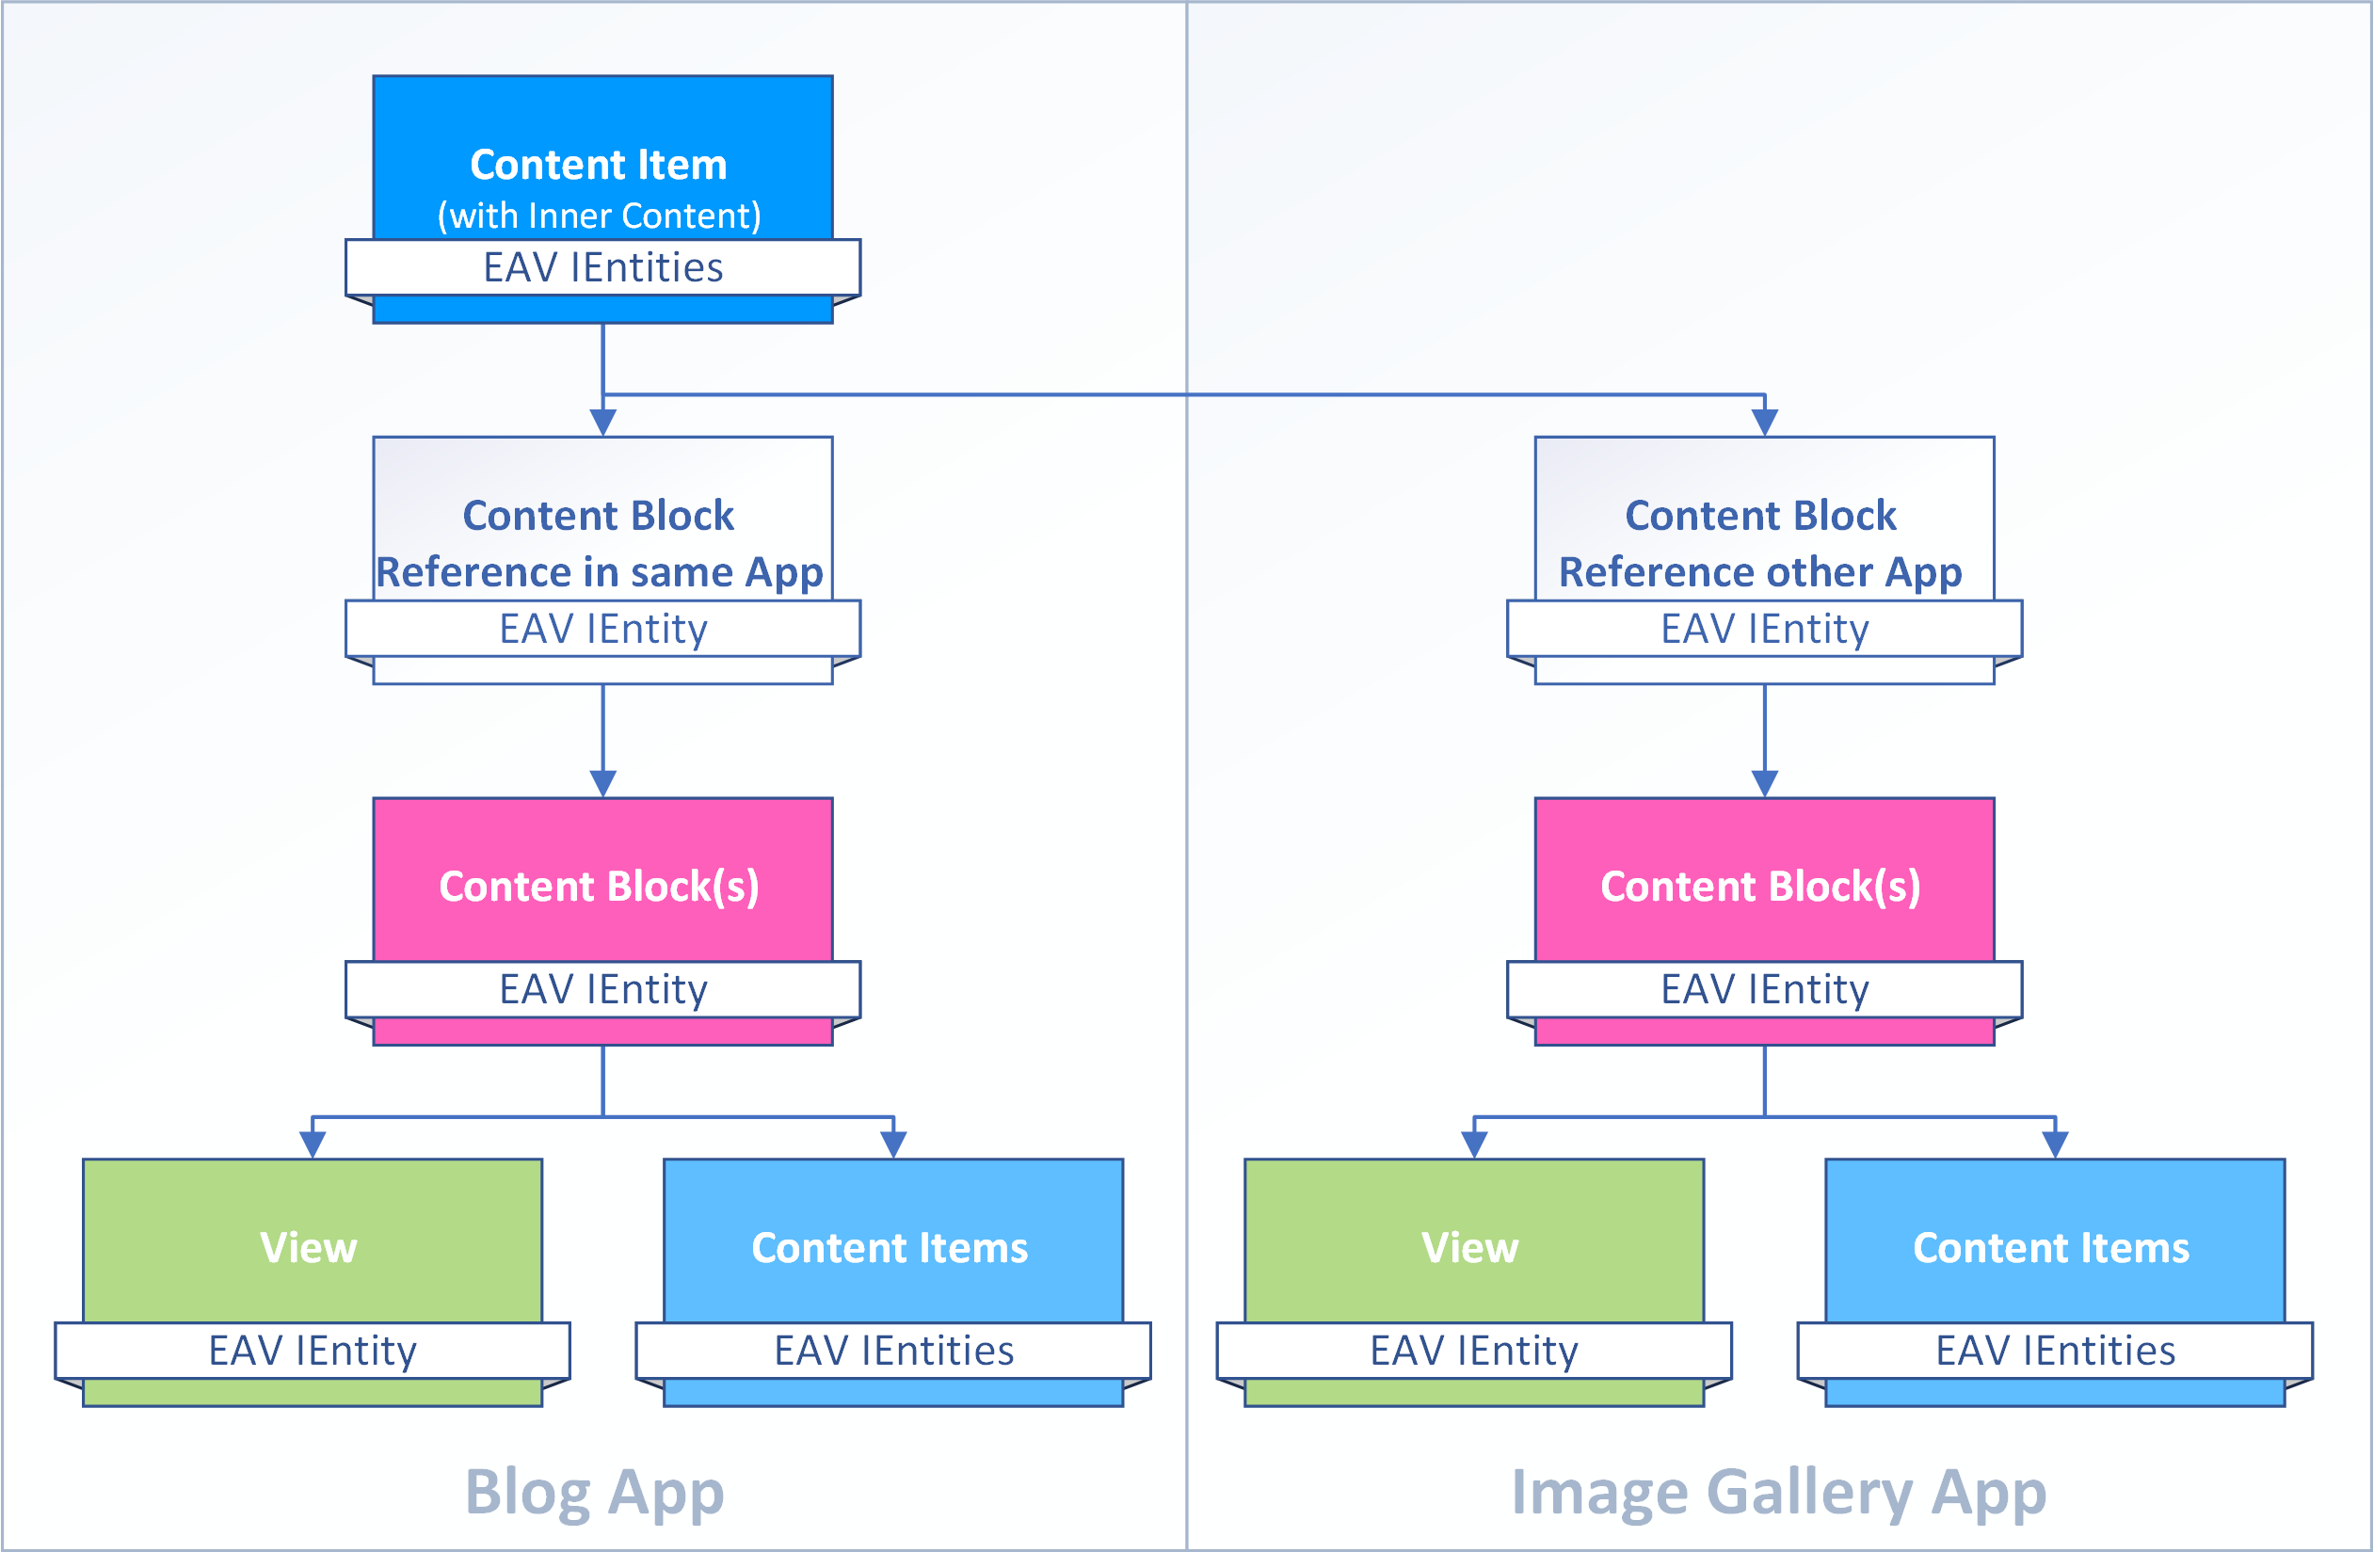 Content Item
(with Inner Content)
EAV IEntities
Content Block
Reference in same App
EAV IEntity
Content Block
Reference other App
EAV IEntity
Content Block(s)
EAV IEntity
Content Block(s)
EAV IEntity
View
EAV IEntity
Content Items
EAV IEntities
View
EAV IEntity
Content Items
EAV IEntities
Blog App
Image Gallery App